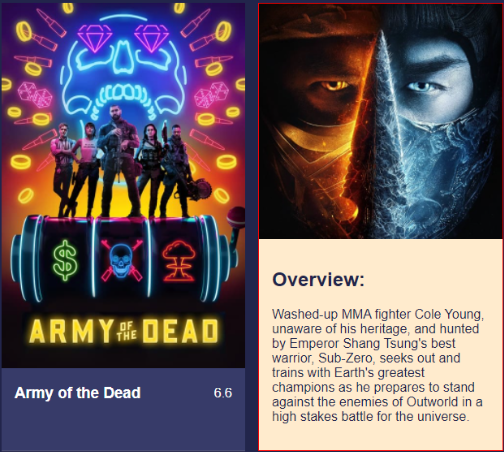 ARMY OF THE DEAD
Army of the Dead 6.6
Overview:
Washed-up MMA fighter Cole Young,
unaware of his heritage, and hunted
by Emperor Shang Tsung's best
warrior, Sub-Zero, seeks out and
trains with Earth's greatest
champions as he prepares to stand
against the enemies of Outworld in a
high stakes battle for the universe.